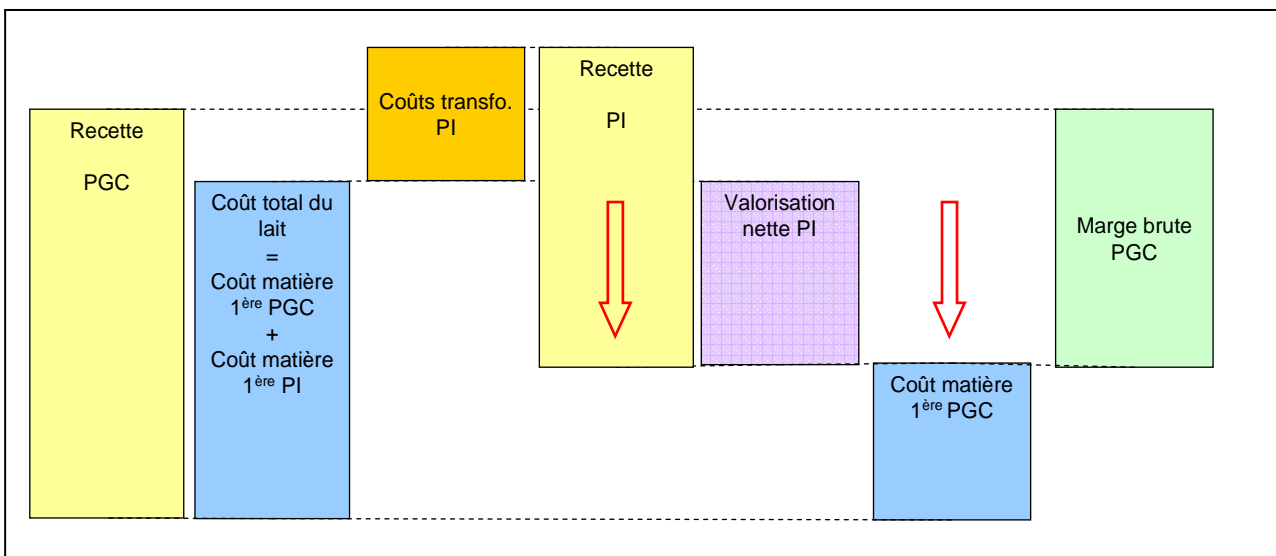 Recette
PGC
Coût total du
lait
=
Coût matière
1ère PGC
+
Coût matière
1ère PI
Coûts transfo.
PI
Recette
PI
Valorisation
nette PI
Coût matière
1ère PGC
Marge brute
PGC